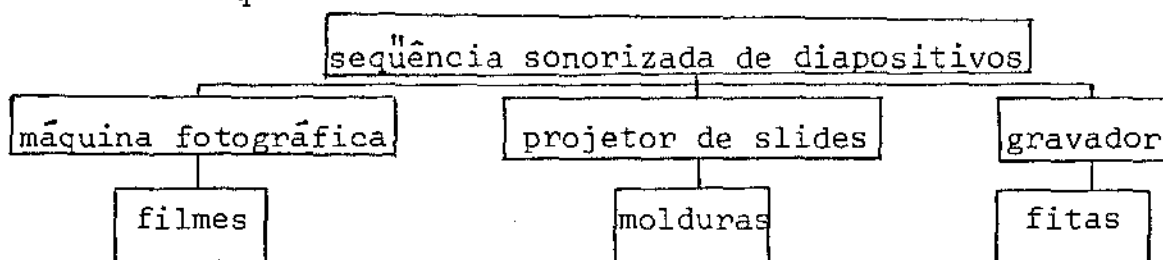 seqüência sonorizada de diapositivos
máquina fotográfica projetor de slides gravador
filmes molduras fitas